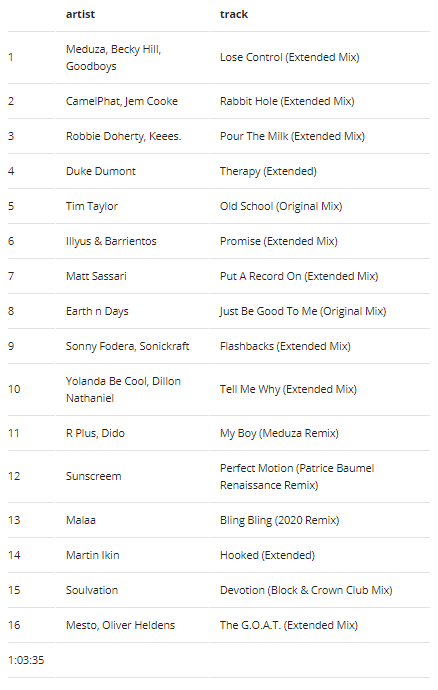 artist track
1 Meduza, Becky Hill, Goodboys Lose Control (Extended Mix)
2 CamelPhat, Jem Cooke Rabbit Hole (Extended Mix)
3 Robbie Doherty, Keees. Pour The Milk (Extended Mix)
4 Duke Dumont Therapy (Extended)
5 Tim Taylor Old School (Original Mix)
6 Illyus & Barrientos Promise (Extended Mix)
7 Matt Sassari Put A Record On (Extended Mix)
8 Earth n Days Just Be Good To Me (Original Mix)
9 Sonny Fodera, Sonickraft Flashbacks (Extended Mix)
10 Yolanda Be Cool, Dillon Nathaniel Tell Me Why (Extended Mix)
11 R Plus, Dido My Boy (Meduza Remix)
12 Sunscreem Perfect Motion (Patrice Baumel Renaissance Remix)
13 Malaa Bling Bling (2020 Remix)
14 Martin Ikin Hooked (Extended)
15 Soulvation Devotion (Block & Crown Club Mix)
16 Mesto, Oliver Heldens The G.O.A.T. (Extended Mix)
1:03:35